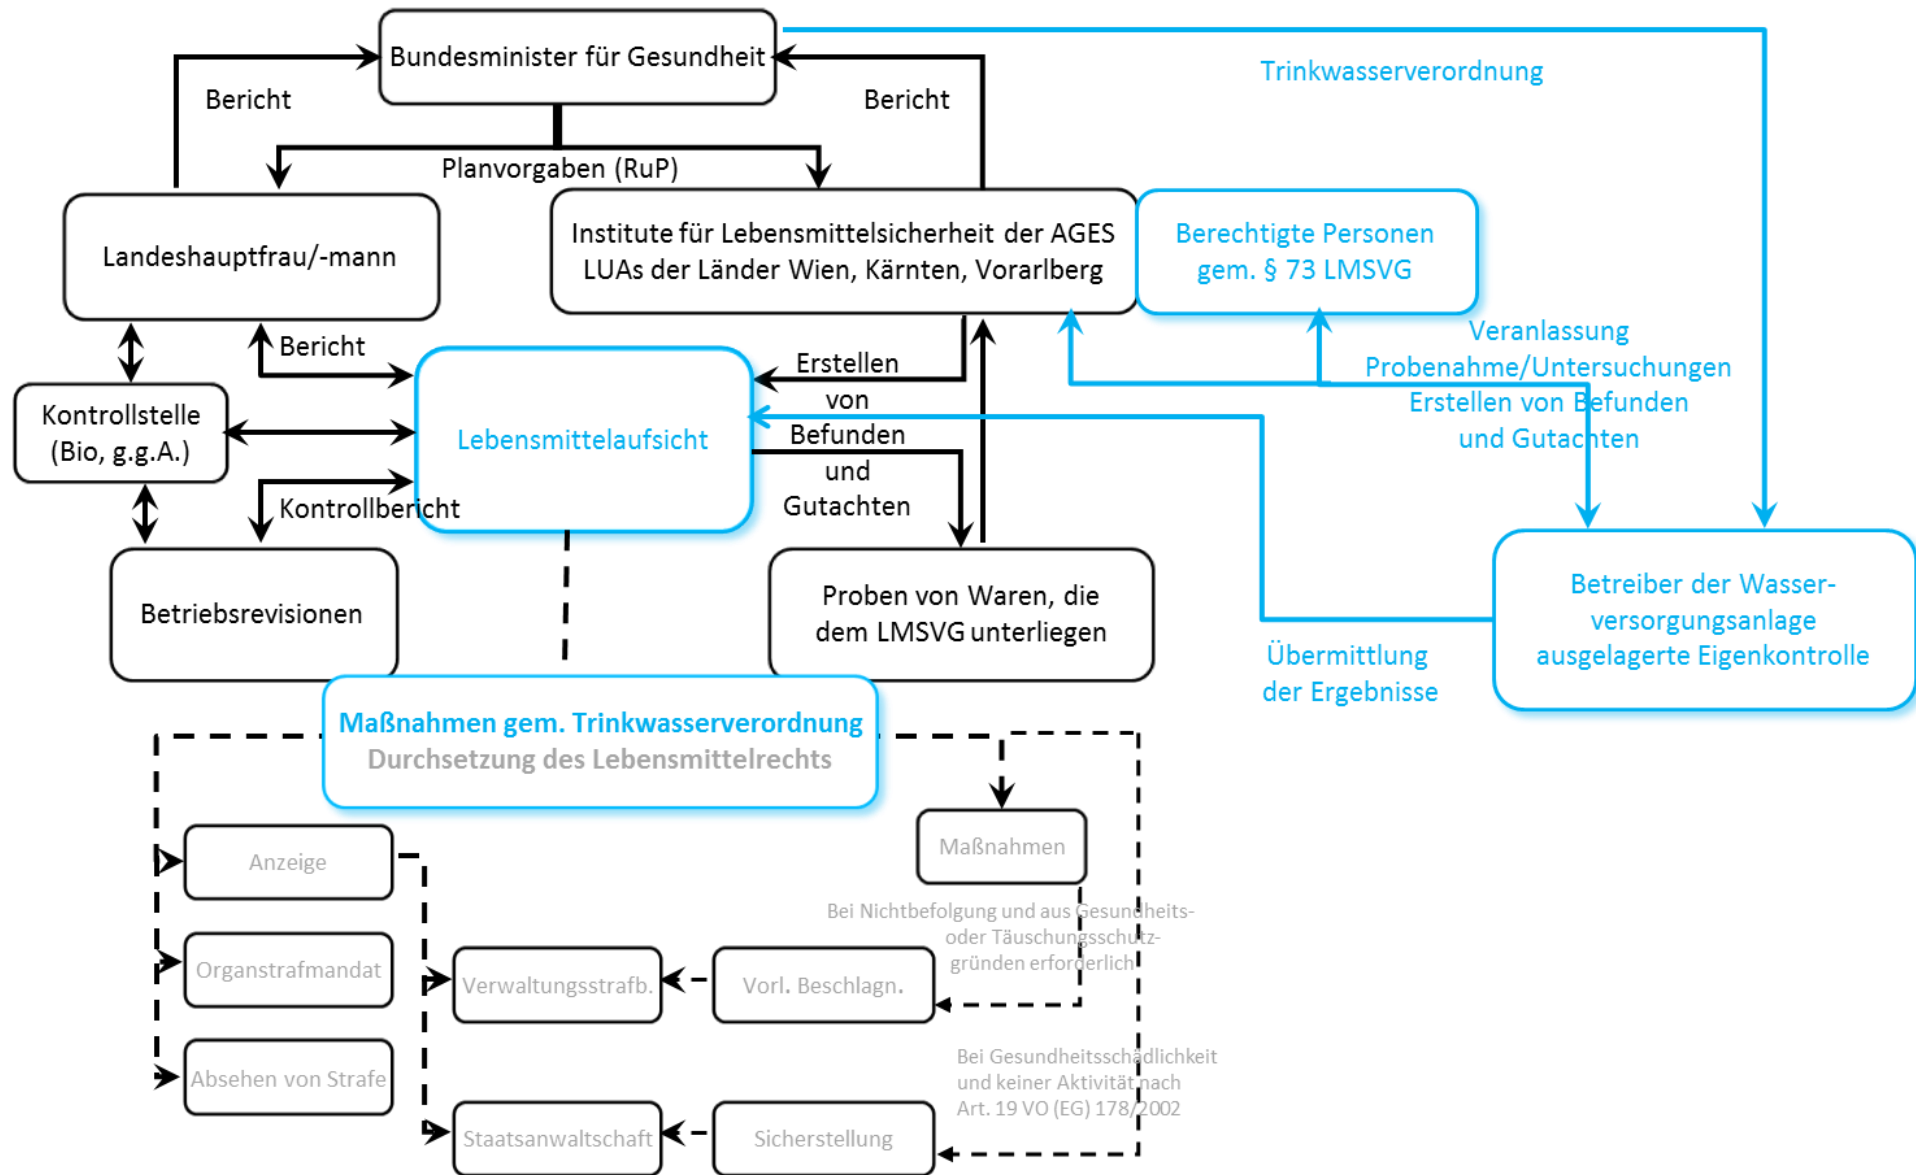 Bundesminister für Gesundheit
Trinkwasserverordnung
Bericht
Bericht
Planvorgaben (RuP)
Landeshauptfrau/-mann
Institute für Lebensmittelsicherheit der AGES
LUAs der Länder Wien, Kärnten, Vorarlberg
Berechtigte Personen
gem. § 73 LMSVG
Bericht
Erstellen
von
Befunden
und
Gutachten
Veranlassung
Probenahme/Untersuchungen
Erstellen von Befunden
und Gutachten
Kontrollstelle
(Bio, g.g.A.)
Lebensmittelaufsicht
Kontrollbericht
Betriebsrevisionen
Proben von Waren, die
dem LMSVG unterliegen
Betreiber der Wasser-
versorgungsanlage
ausgelagerte Eigenkontrolle
Übermittlung
der Ergebnisse
Maßnahmen gem. Trinkwasserverordnung
Durchsetzung des Lebensmittelrechts
Anzeige
Maßnahmen
Bei Nichtbefolgung und aus Gesundheits-
oder Täuschungsschutz-
gründen erforderlich
Organstrafmandat
Verwaltungsstrafb.
Vorl. Beschlagn.
Absehen von Strafe
Bei Gesundheitsschädlichkeit
und keiner Aktivität nach
Art. 19 VO (EG) 178/2002
Staatsanwaltschaft
Sicherstellung